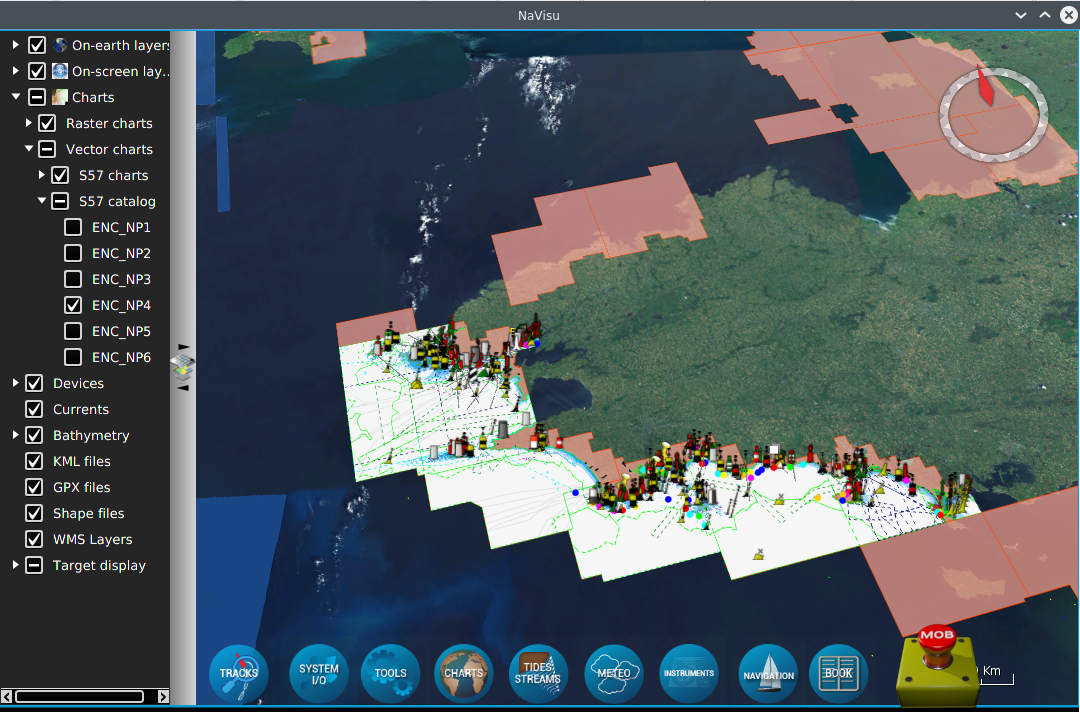 NaVisu
On-earth layers
On-screen lay..
Charts
Raster charts
Vector charts
S57 charts
S57 catalog
ENC_NP1
ENC_NP2
ENC_NP3
ENC_NP4
ENC_NP5
ENC_NP6
Devices
Currents
Bathymetry
KML files
GPX files
Shape files
WMS Layers
Target display
TRACKS
SYSTEM
I/O
TOOLS
CHARTS
TIDES
STREAMS
METEO
INSTRUMENTS
NAVIGATION
BOOK
MOB
Km